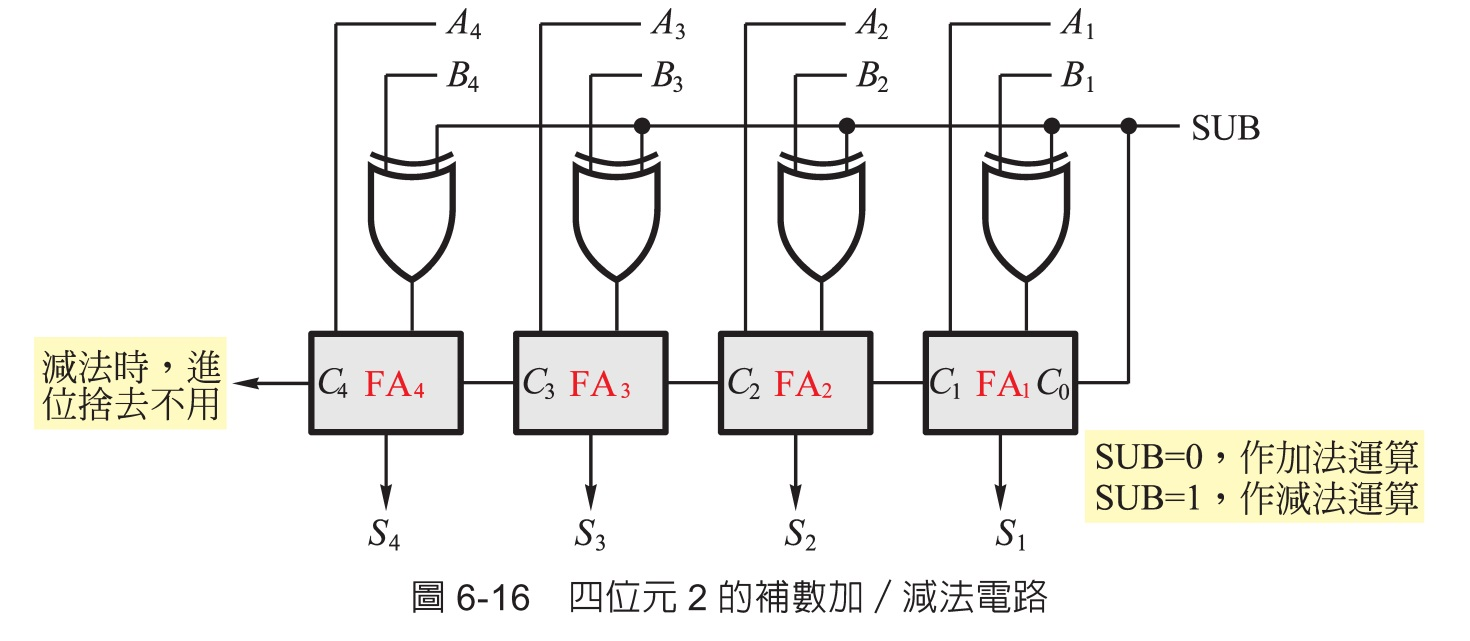 A4 A3 A2 A1
B4 B3 B2 B1
SUB
減法時，進
位捨去不用
C4 FA4 C3 FA3 C2 FA2 C1 FA1 C0
SUB=0，作加法運算
SUB=1，作減法運算
S4 S3 S2 S1
圖 6-16 四位元 2 的補數加 / 減法電路